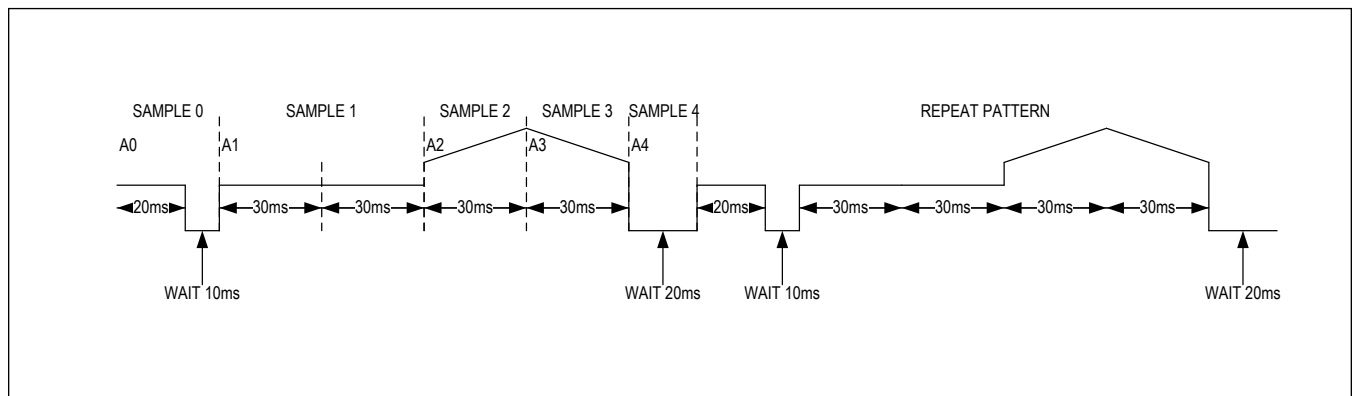 SAMPLE 0 SAMPLE 1 SAMPLE 2 SAMPLE 3 SAMPLE 4 REPEAT PATTERN
A0 A1 A2 A3 A4
20ms 30ms 30ms 30ms 30ms 20ms 30ms 30ms 30ms 30ms
WAIT 10ms WAIT 20ms WAIT 10ms WAIT 20ms